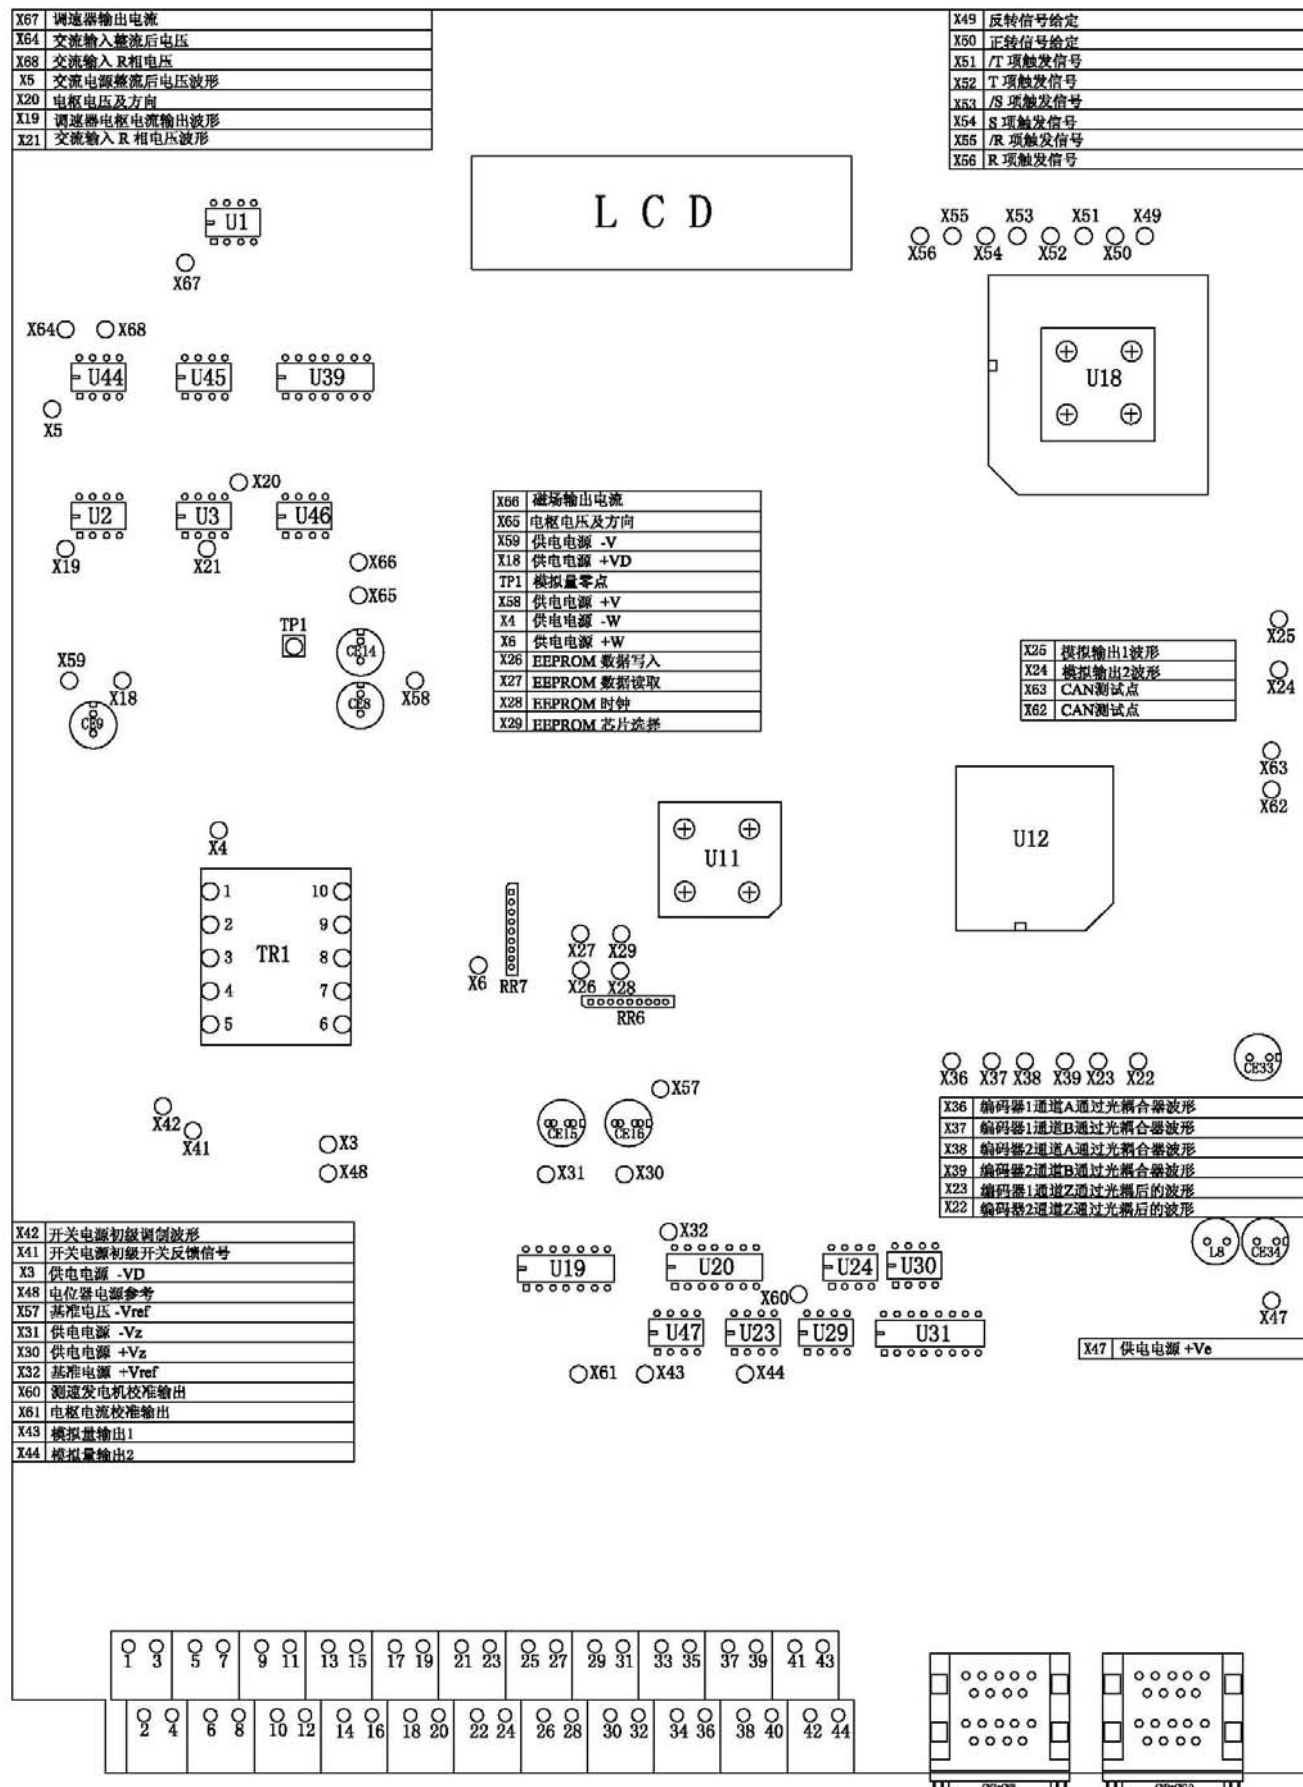 X67 调速器输出电流
X64 交流输入整流后电压
X68 交流输入 R相电压
X5 交流电源整流后电压波形
X20 电枢电压及方向
X19 调速器电枢电流输出波形
X21 交流输入 R 相电压波形
X49 反转信号给定
X50 正转信号给定
X51 /T 项触发信号
X52 T 项触发信号
X53 /S 项触发信号
X54 S 项触发信号
X55 /R 项触发信号
X56 R 项触发信号
LCD
U1
X67
X55 X53 X51 X49
X56 X54 X52 X50
X64 X68
U44 U45 U39
U18
X5
X20
U2 U3 U46
X19 X21
X66
X65
TP1
CE14
X59
X18
CE8
X58
CE9
X66 磁场输出电流
X65 电枢电压及方向
X59 供电电源 -V
X18 供电电源 +VD
TP1 模拟量零点
X58 供电电源 +V
X4 供电电源 -W
X6 供电电源 +W
X26 EEPROM 数据写入
X27 EEPROM 数据读取
X28 EEPROM 时钟
X29 EEPROM 芯片选择
X25
X24
X25 模拟输出1波形
X24 模拟输出2波形
X63 CAN测试点
X62 CAN测试点
X63
X62
X4
U11
U12
1 10
2 9
3 TR1 8
4 7
5 6
X27 X29
X6 RR7 X26 X28
RR6
X36 X37 X38 X39 X23 X22
CE33
X57
X42
X41
CE15 CE16
X3
X48
X31 X30
X36 编码器1通道A通过光耦合器波形
X37 编码器1通道B通过光耦合器波形
X38 编码器2通道A通过光耦合器波形
X39 编码器2通道B通过光耦合器波形
X23 编码器1通道Z通过光耦后的波形
X22 编码器2通道Z通过光耦后的波形
X42 开关电源初级调制波形
X41 开关电源初级开关反馈信号
X3 供电电源 -VD
X48 电位器电源参考
X57 基准电压 -Vref
X31 供电电源 -Vz
X30 供电电源 +Vz
X32 基准电源 +Vref
X60 测速发电机校准输出
X61 电枢电流校准输出
X43 模拟量输出1
X44 模拟量输出2
X32
L8 CE34
U19 U20 U24 U30
X60
X47
U47 U23 U29 U31
X47 供电电源 +Ve
X61 X43 X44
1 3 5 7 9 11 13 15 17 19 21 23 25 27 29 31 33 35 37 39 41 43
2 4 6 8 10 12 14 16 18 20 22 24 26 28 30 32 34 36 38 40 42 44